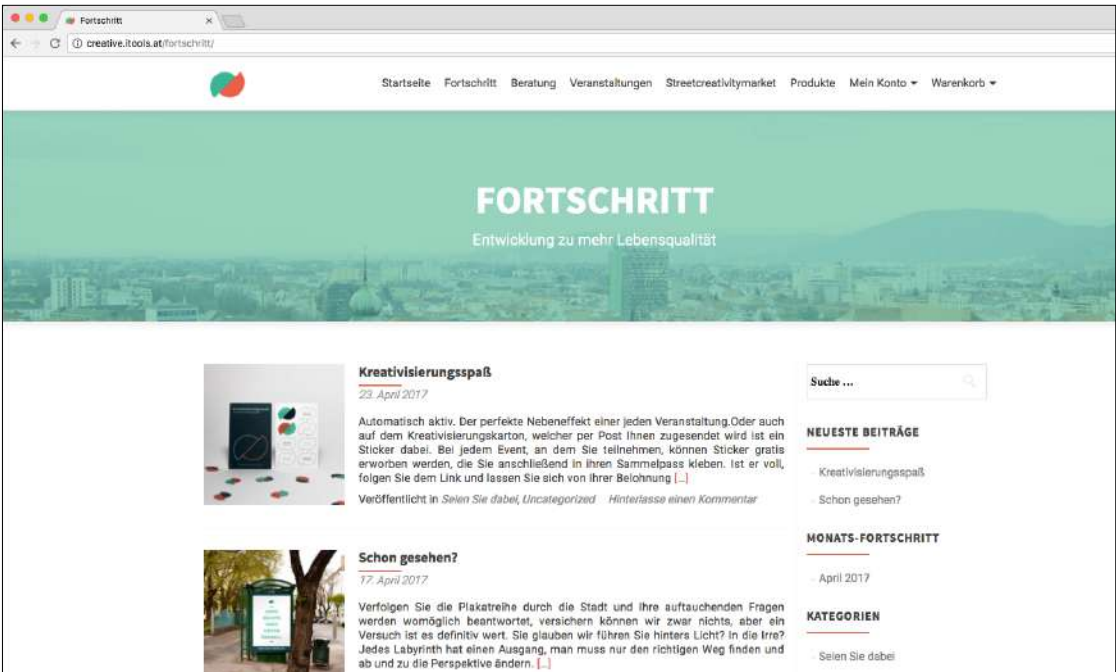 Fortschritt
creative.itools.at/fortschritt/
Startseite Fortschritt Beratung Veranstaltungen Streetcreativitymarket Produkte Mein Konto Warenkorb
FORTSCHRITT
Entwicklung zu mehr Lebensqualität
Kreativisierungsspaß
23. April 2017
Automatisch aktiv. Der perfekte Nebeneffekt einer jeden Veranstaltung.Oder auch
auf dem Kreativisierungskarton, welcher per Post Ihnen zugesendet wird ist ein
Sticker dabei. Bei jedem Event, an dem Sie teilnehmen, können Sticker gratis
erworben werden, die Sie anschließend in ihren Sammelpass kleben. Ist er voll,
folgen Sie dem Link und lassen Sie sich von Ihrer Belohnung [...]
Veröffentlicht in Seien Sie dabei, Uncategorized Hinterlasse einen Kommentar
Schon gesehen?
17. April 2017
Verfolgen Sie die Plakatreihe durch die Stadt und Ihre auftauchenden Fragen
werden womöglich beantwortet, versichern können wir zwar nichts, aber ein
Versuch ist es definitiv wert. Sie glauben wir führen Sie hinters Licht? In die Irre?
Jedes Labyrinth hat einen Ausgang, man muss nur den richtigen Weg finden und
ab und zu die Perspektive ändern. [...]
Suche ...
NEUESTE BEITRÄGE
Kreativisierungsspaß
Schon gesehen?
MONATS-FORTSCHRITT
April 2017
KATEGORIEN
Seien Sie dabei